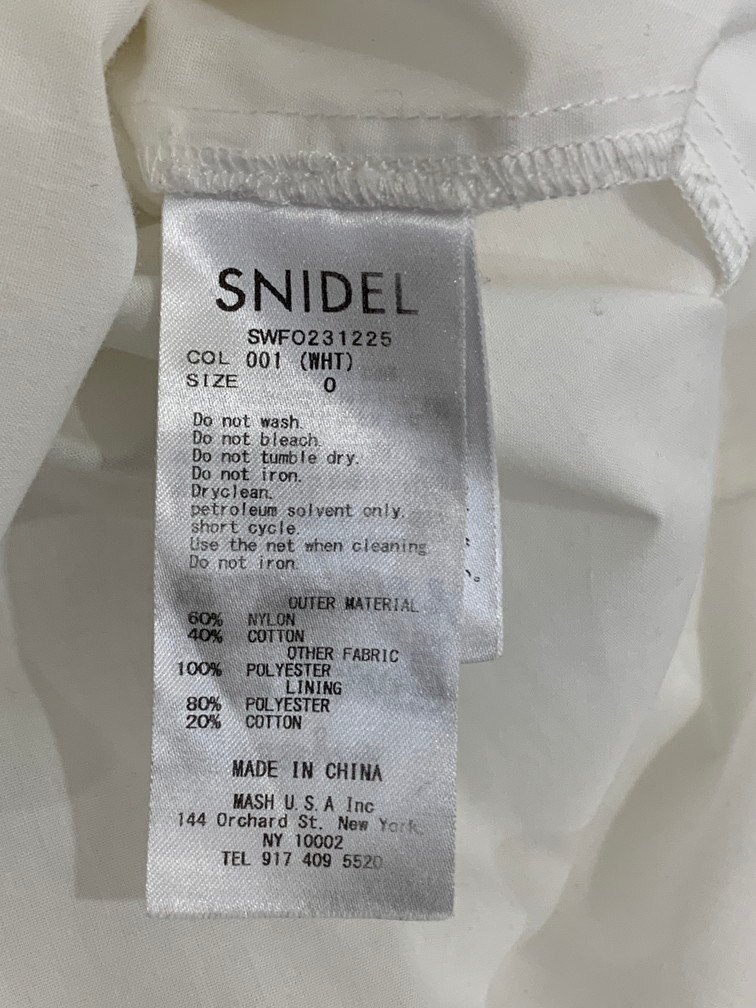 SNIDEL
SWFO231225
COL 001 (WHT)
SIZE 0
Do not wash.
Do not bleach.
Do not tumble dry.
Do not iron.
Dryclean.
petroleum solvent only.
short cycle.
Use the net when cleaning
Do not iron.
OUTER MATERIAL
60% NYLON
40% COTTON
OTHER FABRIC
100% POLYESTER
LINING
80% POLYESTER
20% COTTON
MADE IN CHINA
MASH U.S.A Inc
144 Orchard St. New York,
NY 10002
TEL 917 409 5520